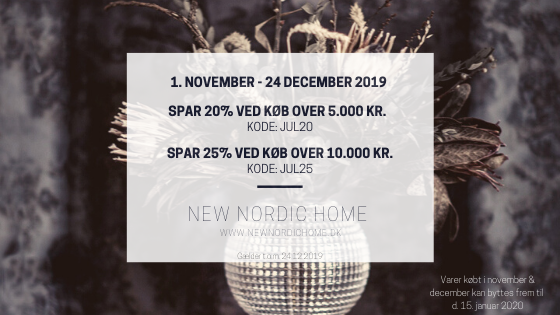 1. NOVEMBER - 24 DECEMBER 2019
SPAR 20% VED KØB OVER 5.000 KR.
KODE: JUL20
SPAR 25% VED KØB OVER 10.000 KR.
KODE: JUL25
NEW NORDIC HOME
WWW.NEWNORDICHOME.DK
Gælder t.o.m. 24.12.2019
Varer købt i november &
december kan byttes frem til
d. 15. januar 2020